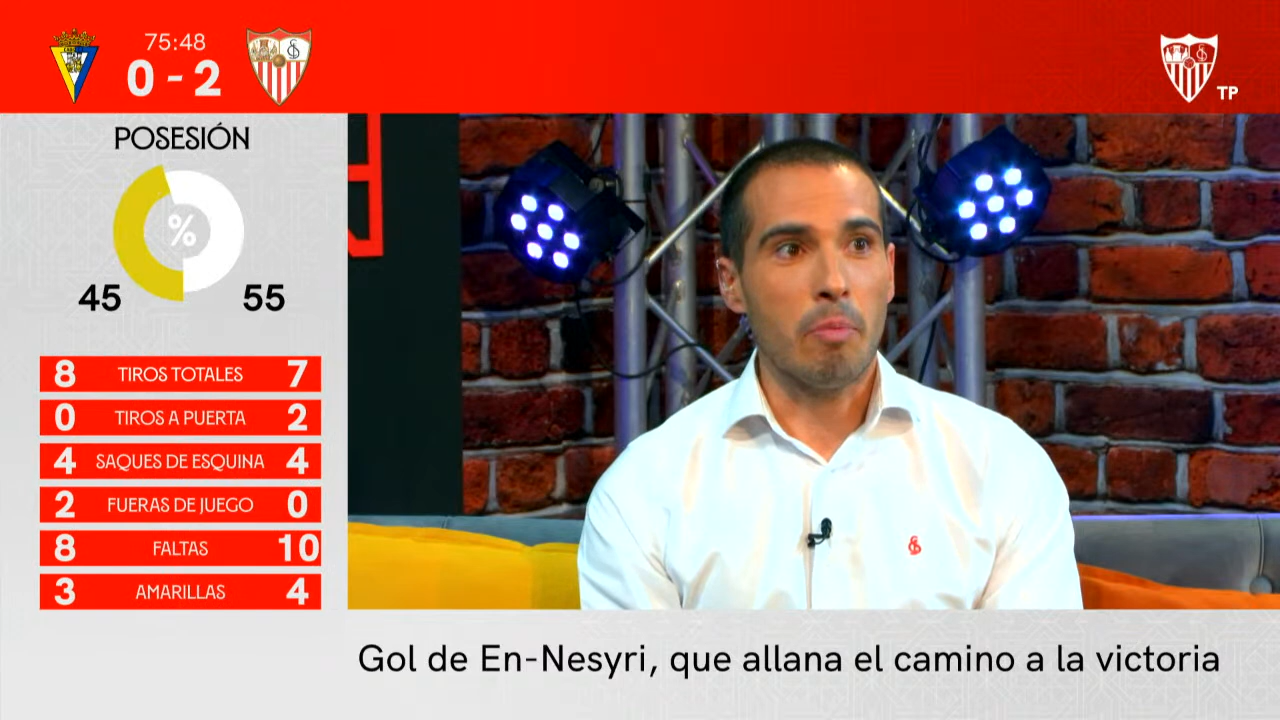 75:48
0 - 2
TP
POSESIÓN
%
45 55
8 TIROS TOTALES 7
0 TIROS A PUERTA 2
4 SAQUES DE ESQUINA 4
2 FUERAS DE JUEGO 0
8 FALTAS 10
3 AMARILLAS 4
Gol de En-Nesyri, que allana el camino a la victoria